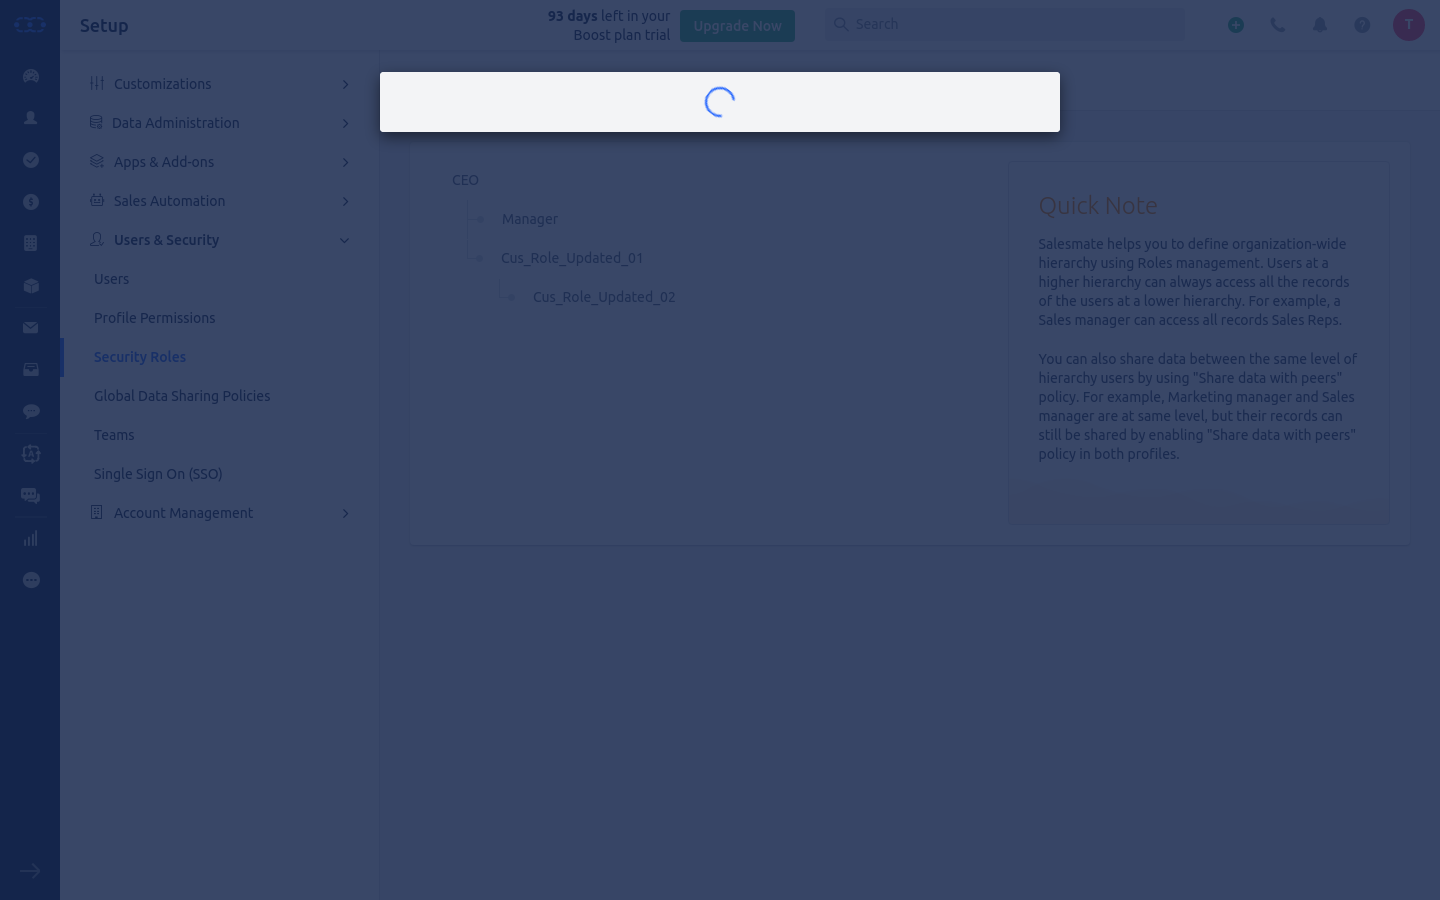 Setup
93 days left in your
Boost plan trial
Upgrade Now
Search
T
Customizations
Data Administration
Apps & Add-ons
Sales Automation
Users & Security
Users
Profile Permissions
Security Roles
Global Data Sharing Policies
Teams
Single Sign On (SSO)
Account Management
CEO
Manager
Cus_Role_Updated_01
Cus_Role_Updated_02
Quick Note
Salesmate helps you to define organization-wide
hierarchy using Roles management. Users at a
higher hierarchy can always access all the records
of the users at a lower hierarchy. For example, a
Sales manager can access all records Sales Reps.
You can also share data between the same level of
hierarchy users by using "Share data with peers"
policy. For example, Marketing manager and Sales
manager are at same level, but their records can
still be shared by enabling "Share data with peers"
policy in both profiles.